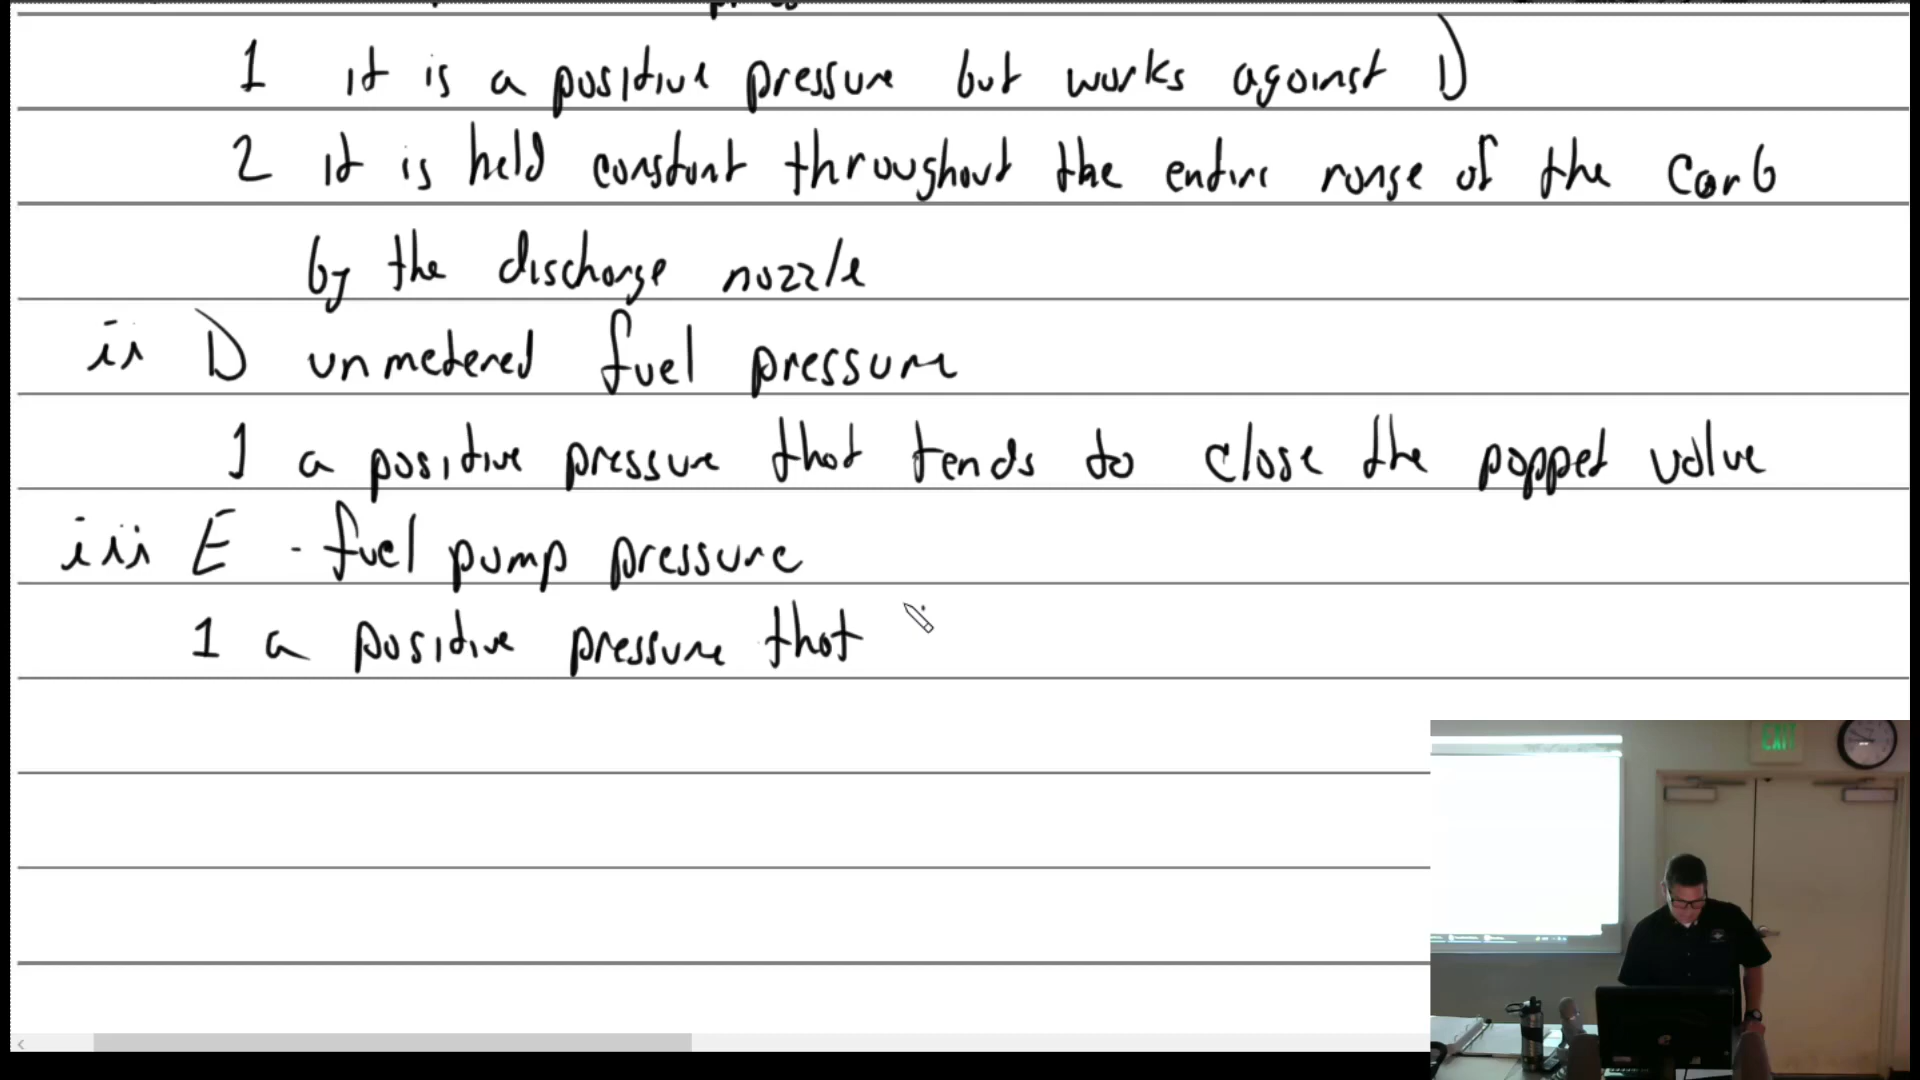 1 it is a positive pressure but works against D
2 it is held constant throughout the entire range of the Carb
by the discharge nozzle
ii D unmetered fuel pressure
1 a positive pressure that tends to close the poppet valve
iii E - fuel pump pressure
1 a positive pressure that
EXIT